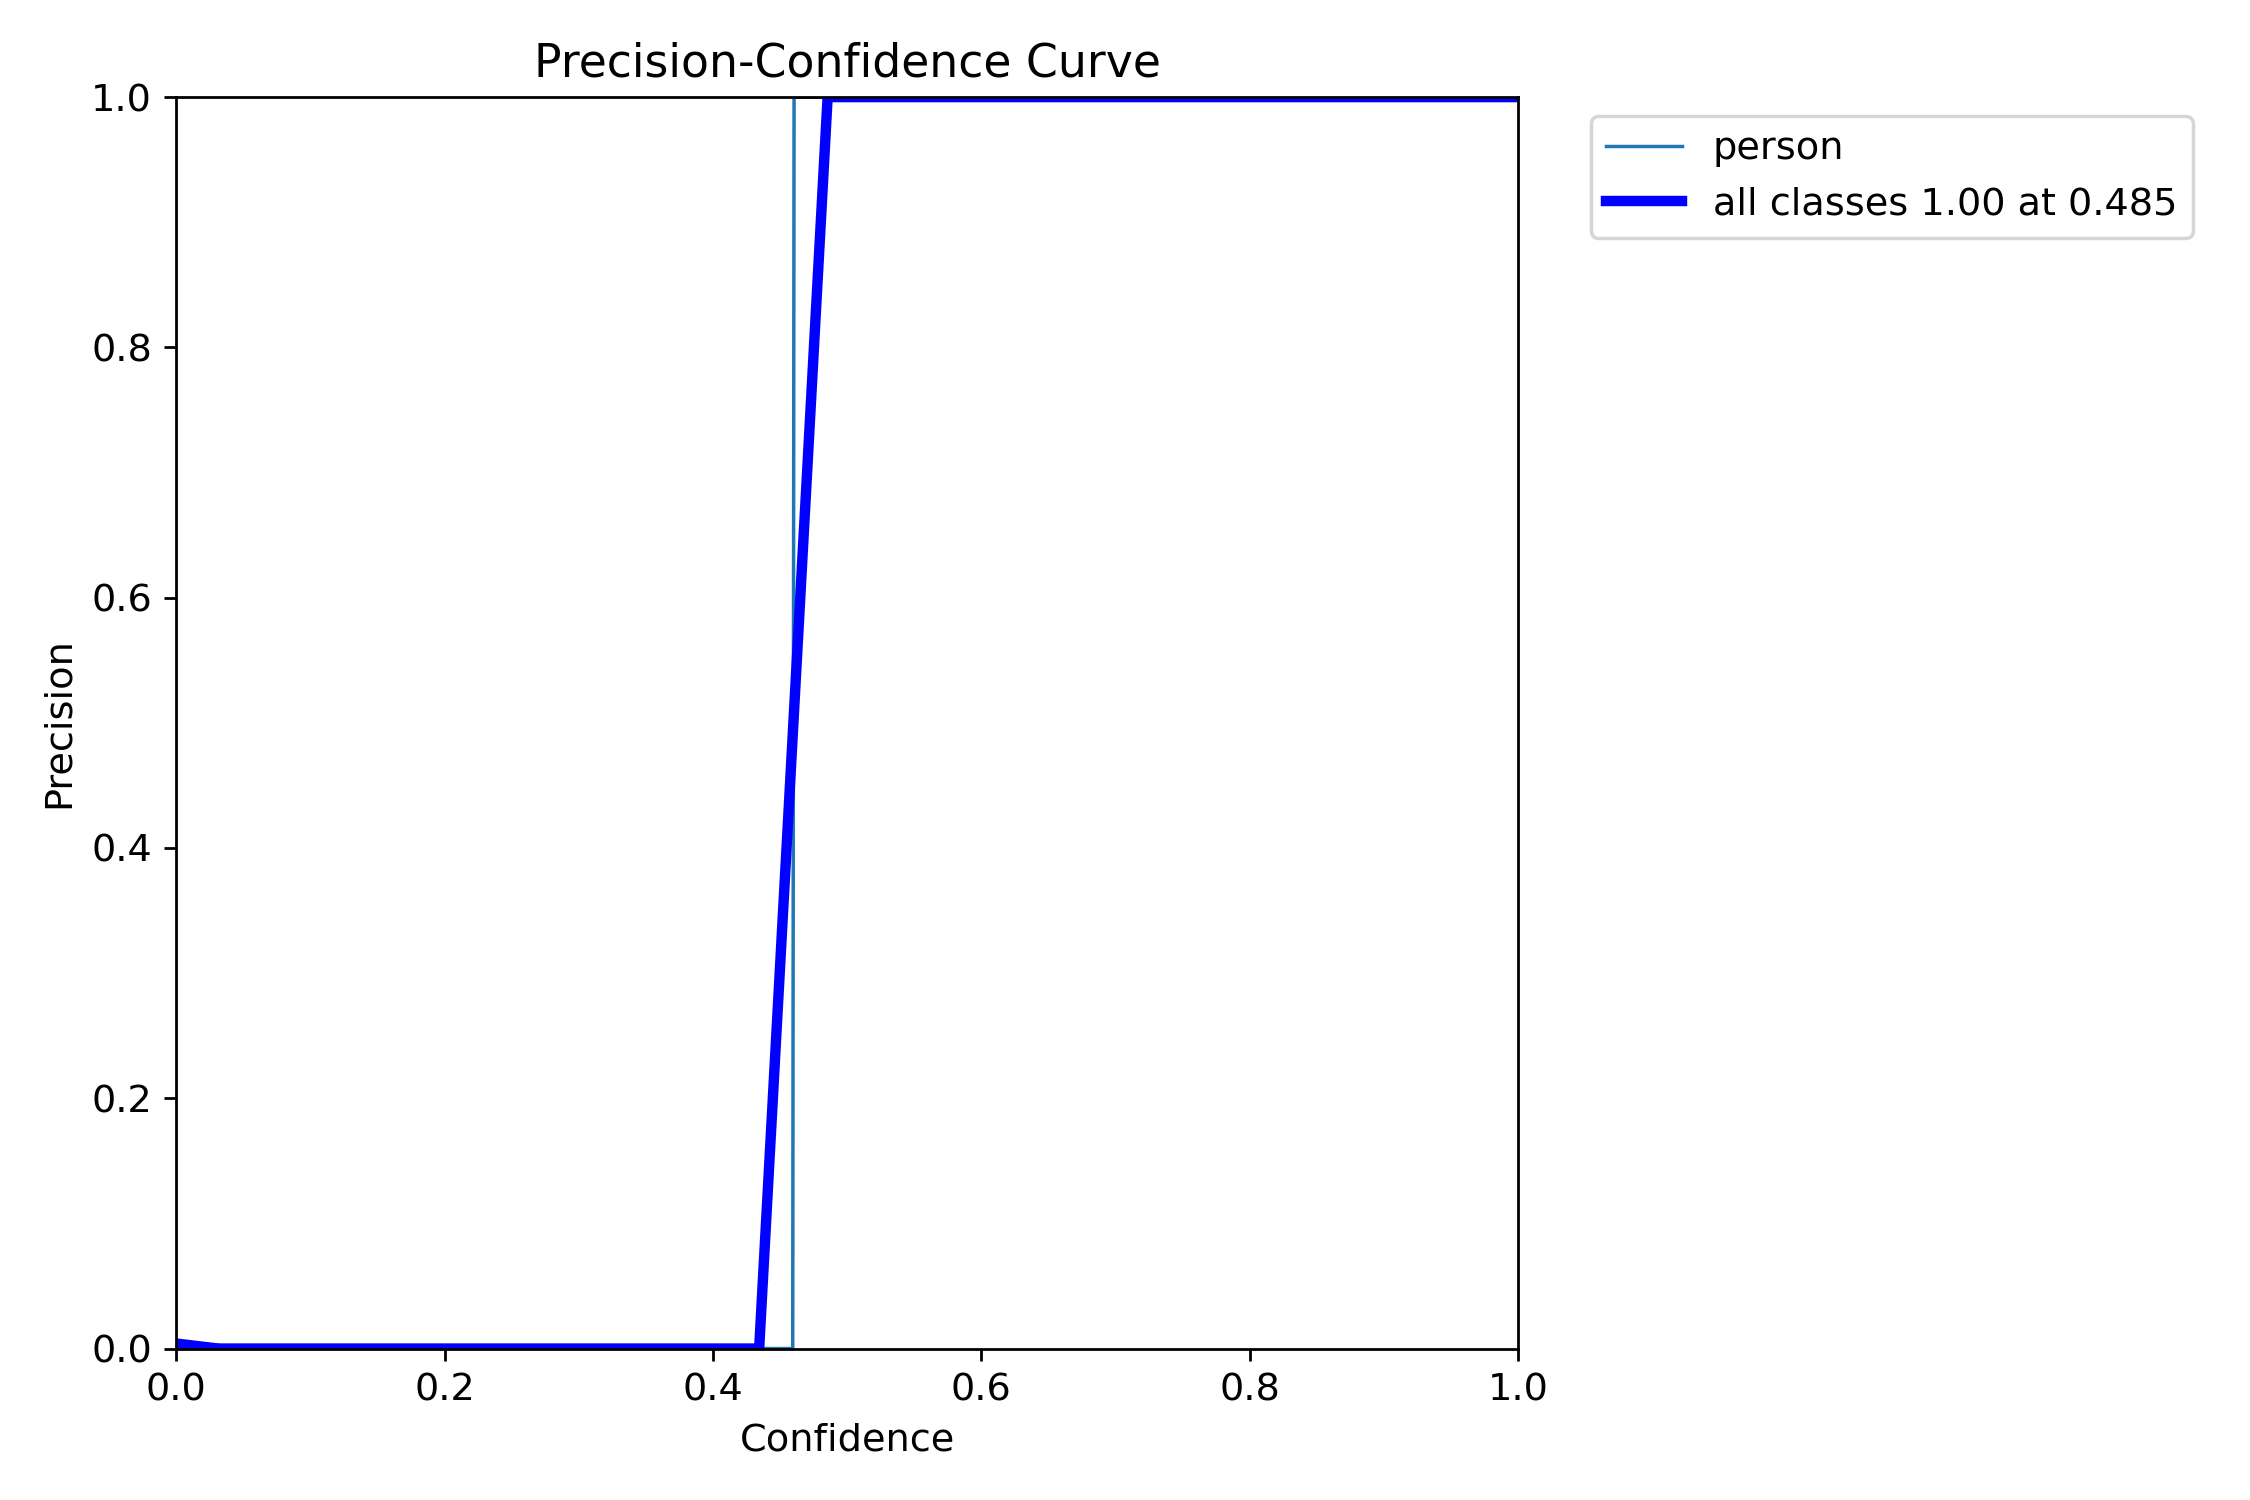 Precision-Confidence Curve
1.0
0.8
0.6
0.4
0.2
0.0
Precision
0.0 0.2 0.4 0.6 0.8 1.0
Confidence
person
all classes 1.00 at 0.485